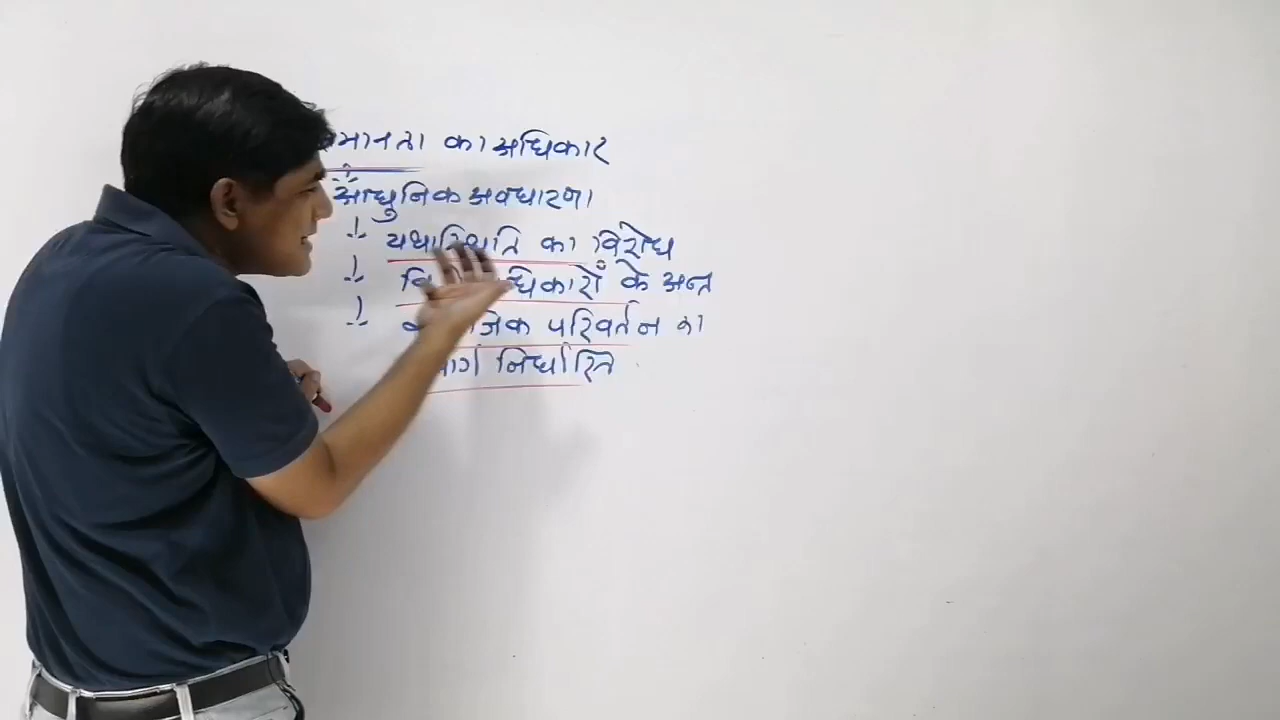 का अधिकार
आधुनिक अवधारणा
यथास्थिति का विरोध
के अन्त
परिवर्तन का
निर्धारित